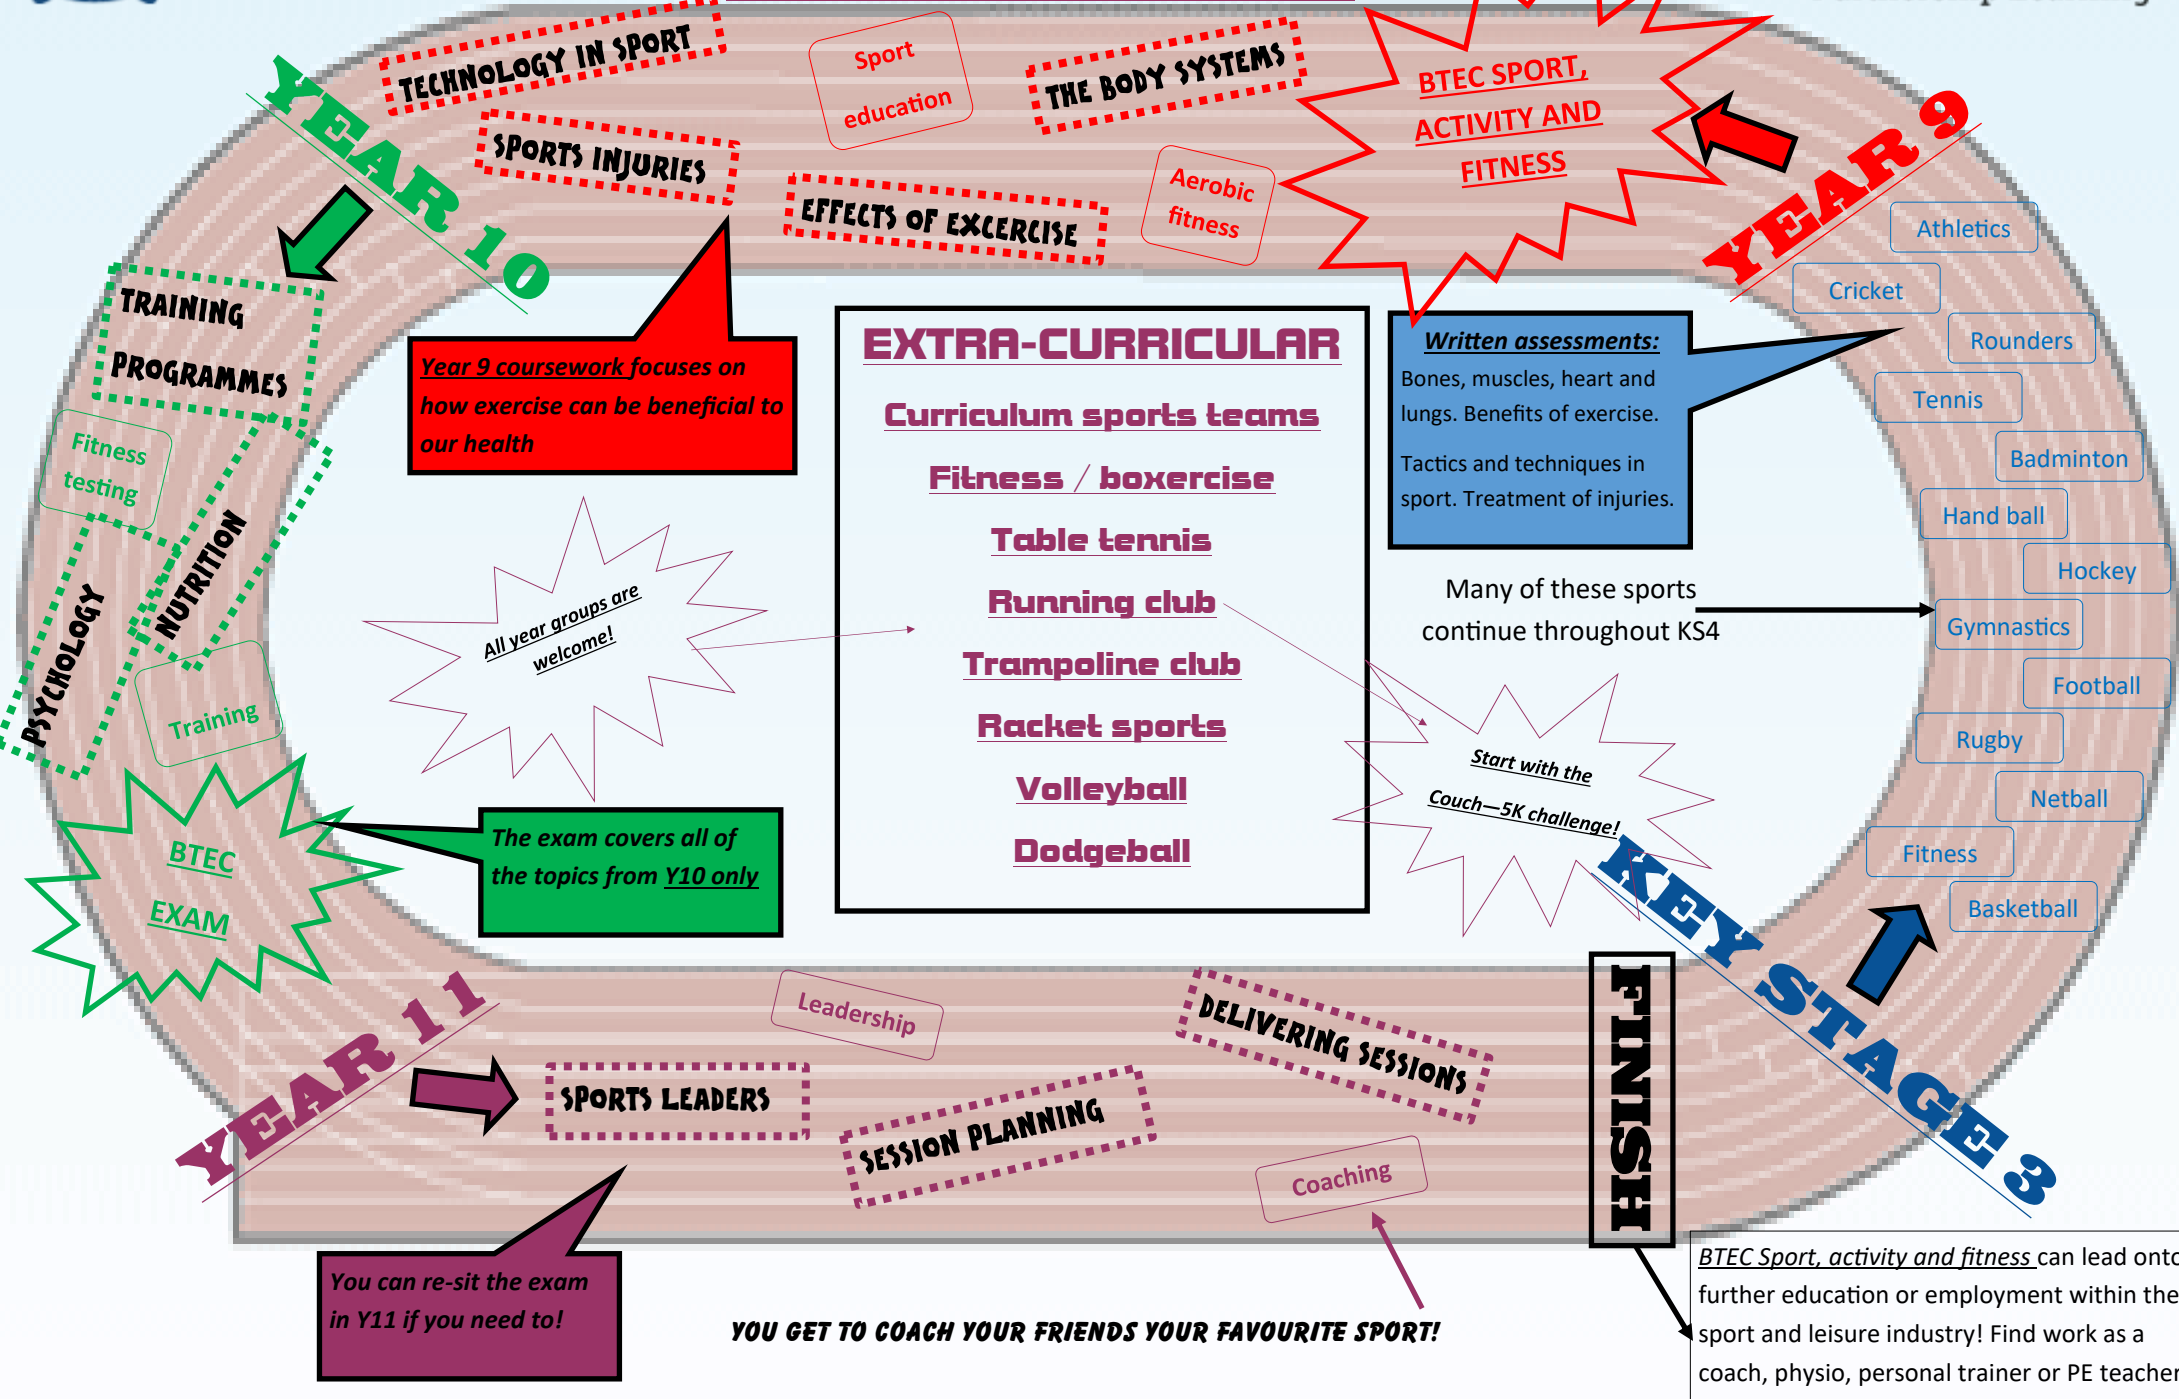 KEY STAGE 3
Basketball
Fitness
Netball
Rugby
Football
Gymnastics
Hockey
Hand ball
Badminton
Tennis
Rounders
Cricket
Athletics
Many of these sports
continue throughout KS4
Written assessments:
Bones, muscles, heart and
lungs. Benefits of exercise.
Tactics and techniques in
sport. Treatment of injuries.
YEAR 9
BTEC SPORT,
ACTIVITY AND
FITNESS
THE BODY SYSTEMS
Aerobic
fitness
Sport
education
EFFECTS OF EXCERCISE
SPORTS INJURIES
TECHNOLOGY IN SPORT
Year 9 coursework focuses on
how exercise can be beneficial to
our health
YEAR 10
TRAINING
PROGRAMMES
Fitness
testing
NUTRITION
PSYCHOLOGY
Training
BTEC
EXAM
The exam covers all of
the topics from Y10 only
EXTRA-CURRICULAR
Curriculum sports teams
Fitness / boxercise
Table tennis
Running club
Trampoline club
Racket sports
Volleyball
Dodgeball
All year groups are
welcome!
Start with the
Couch—5K challenge!
YEAR 11
SPORTS LEADERS
Leadership
SESSION PLANNING
DELIVERING SESSIONS
Coaching
You can re-sit the exam
in Y11 if you need to!
YOU GET TO COACH YOUR FRIENDS YOUR FAVOURITE SPORT!
FINISH
BTEC Sport, activity and fitness can lead onto
further education or employment within the
sport and leisure industry! Find work as a
coach, physio, personal trainer or PE teacher